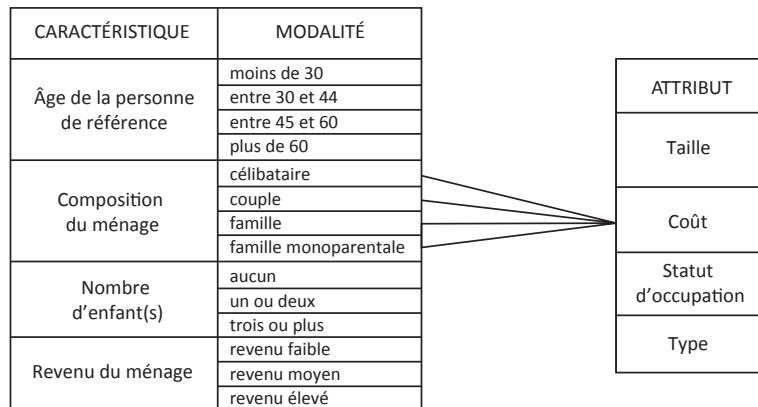 CARACTÉRISTIQUE
MODALITÉ
Âge de la personne
de référence
moins de 30
entre 30 et 44
entre 45 et 60
plus de 60
Composition
du ménage
célibataire
couple
famille
famille monoparentale
Nombre
d’enfant(s)
aucun
un ou deux
trois ou plus
Revenu du ménage
revenu faible
revenu moyen
revenu élevé
ATTRIBUT
Taille
Coût
Statut
d’occupation
Type